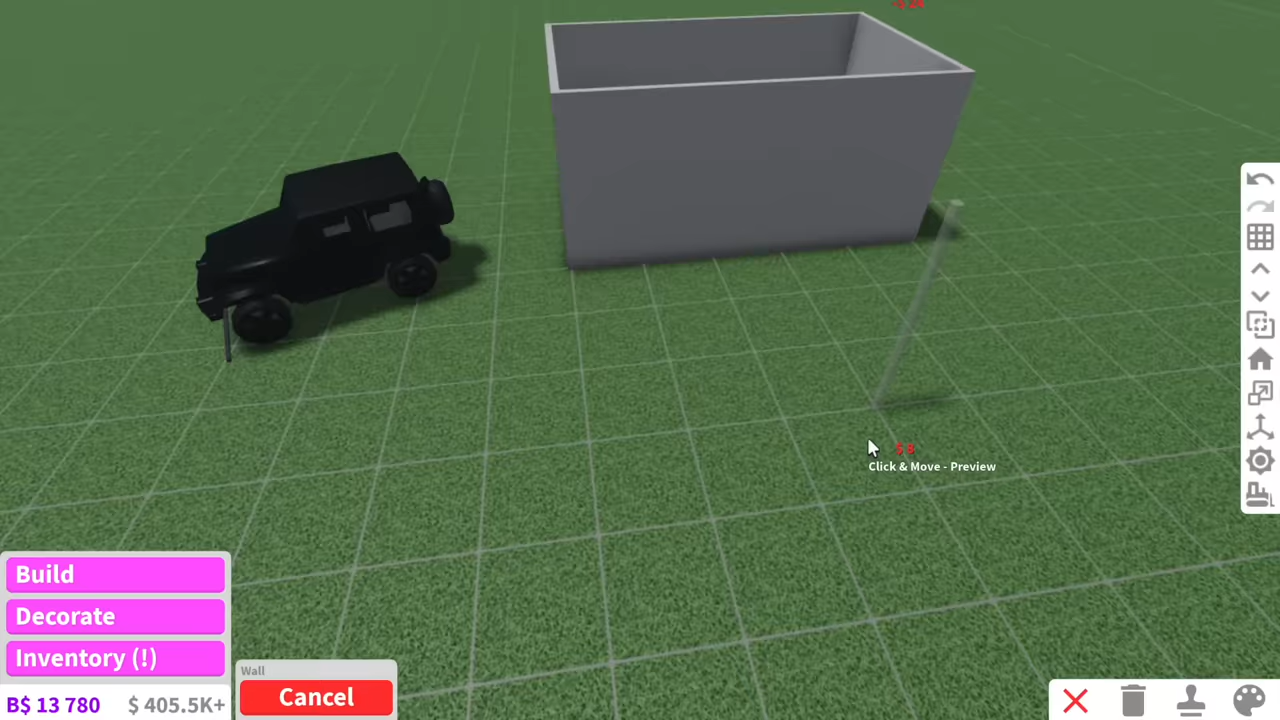 Click & Move - Preview
Build
Decorate
Inventory (!)
B$ 13 780
$ 405.5K+
Wall
Cancel